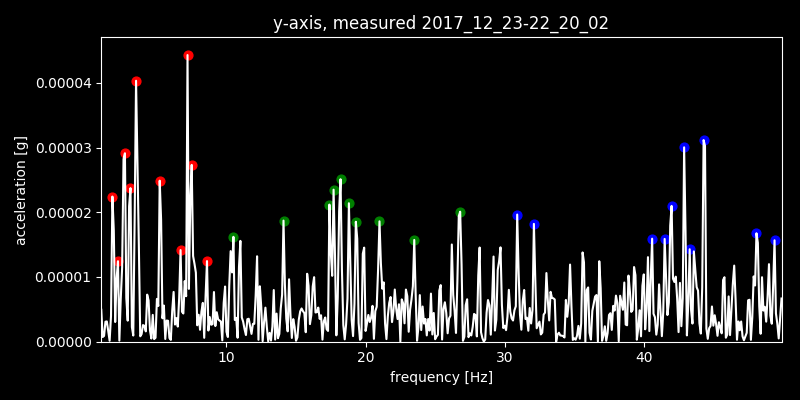 y-axis, measured 2017_12_23-22_20_02
0.00004
0.00003
0.00002
0.00001
0.00000
acceleration [g]
10 20 30 40
frequency [Hz]